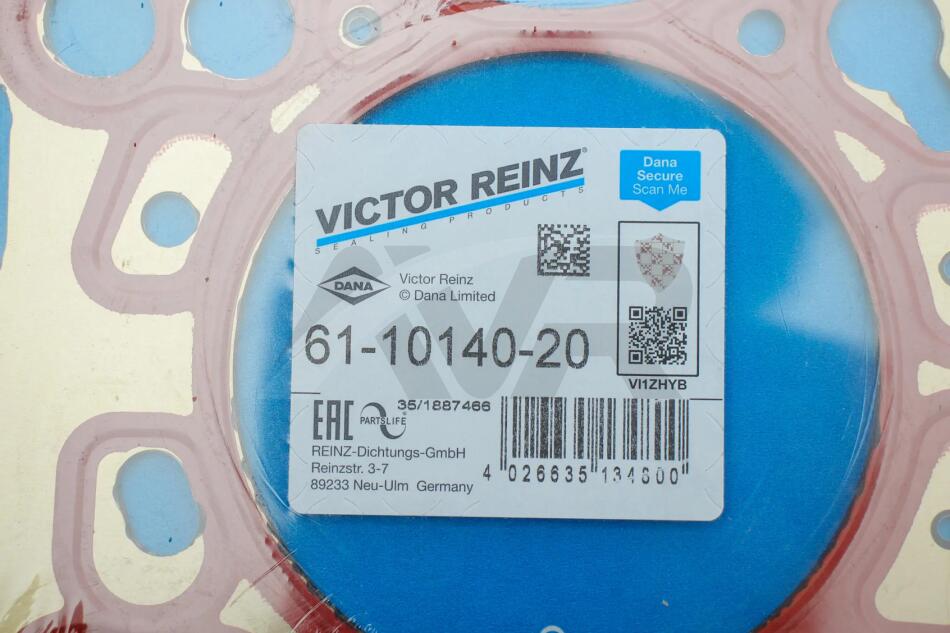 VICTOR REINZ®
SEALING PRODUCTS
Dana
Secure
Scan Me
DANA
Victor Reinz
© Dana Limited
61-10140-20
VI1ZHYB
EAC
PARTSLIFE
35/1887466
REINZ-Dichtungs-GmbH
Reinzstr. 3-7
89233 Neu-Ulm Germany
4 026635 134800